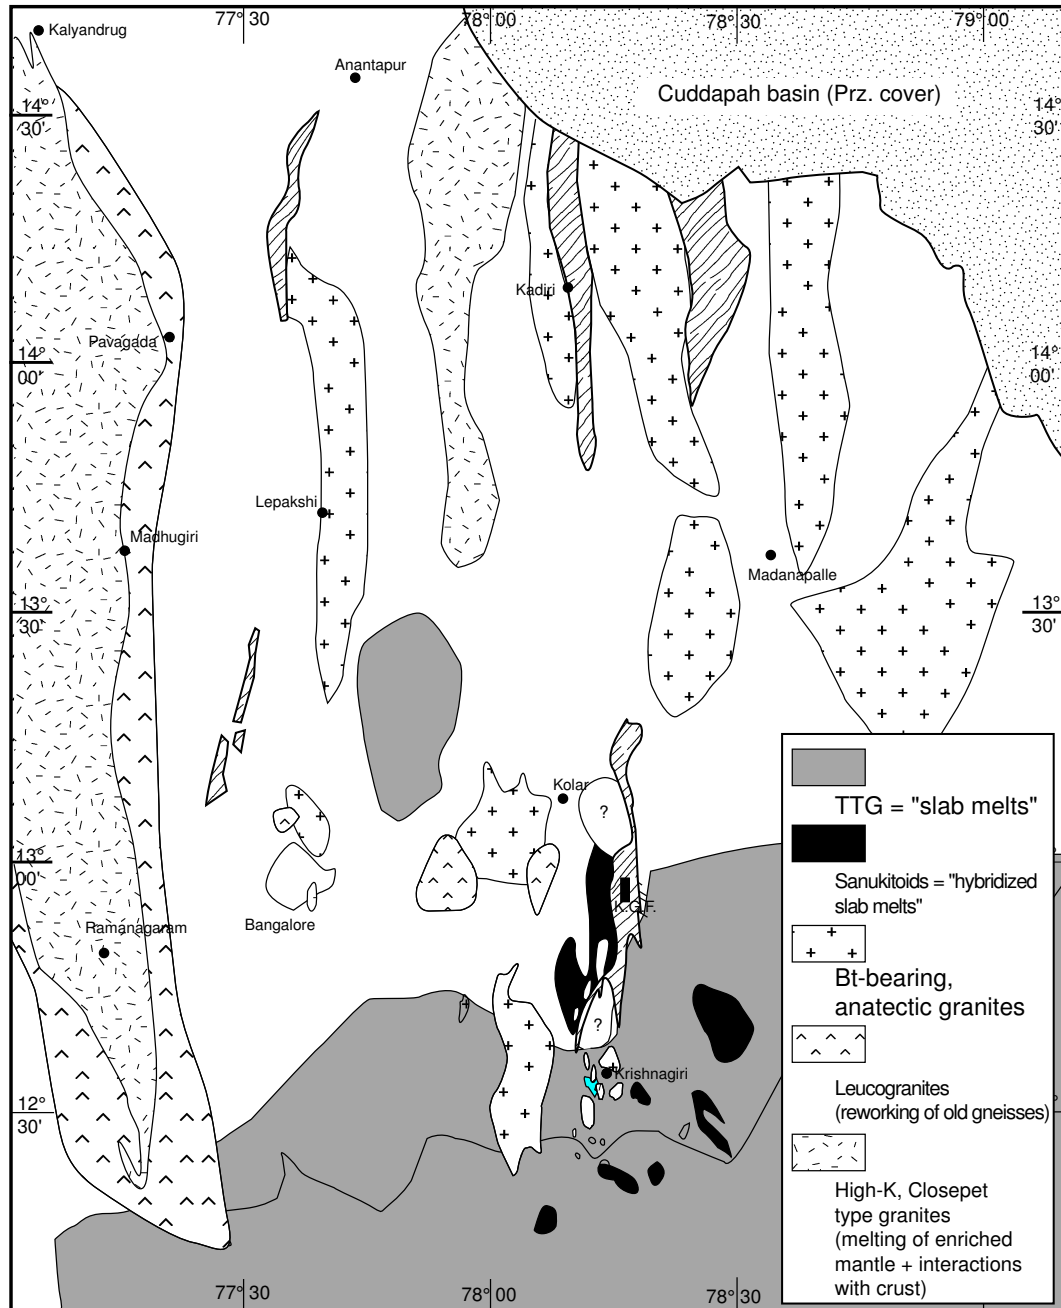 77° 30
78° 00
78° 30
79° 00
Kalyandrug
Anantapur
Cuddapah basin (Prz. cover)
14°
30'
14°
30'
Kadiri
Pavagada
14°
00'
14°
00'
Lepakshi
Madhugiri
Madanapalle
13°
30'
13°
30'
Kolar
?
13°
00'
K.G.F.
Bangalore
Ramanagaram
?
Krishnagiri
12°
30'
TTG = "slab melts"
Sanukitoids = "hybridized
slab melts"
Bt-bearing,
anatectic granites
Leucogranites
(reworking of old gneisses)
High-K, Closepet
type granites
(melting of enriched
mantle + interactions
with crust)
77° 30
78° 00
78° 30